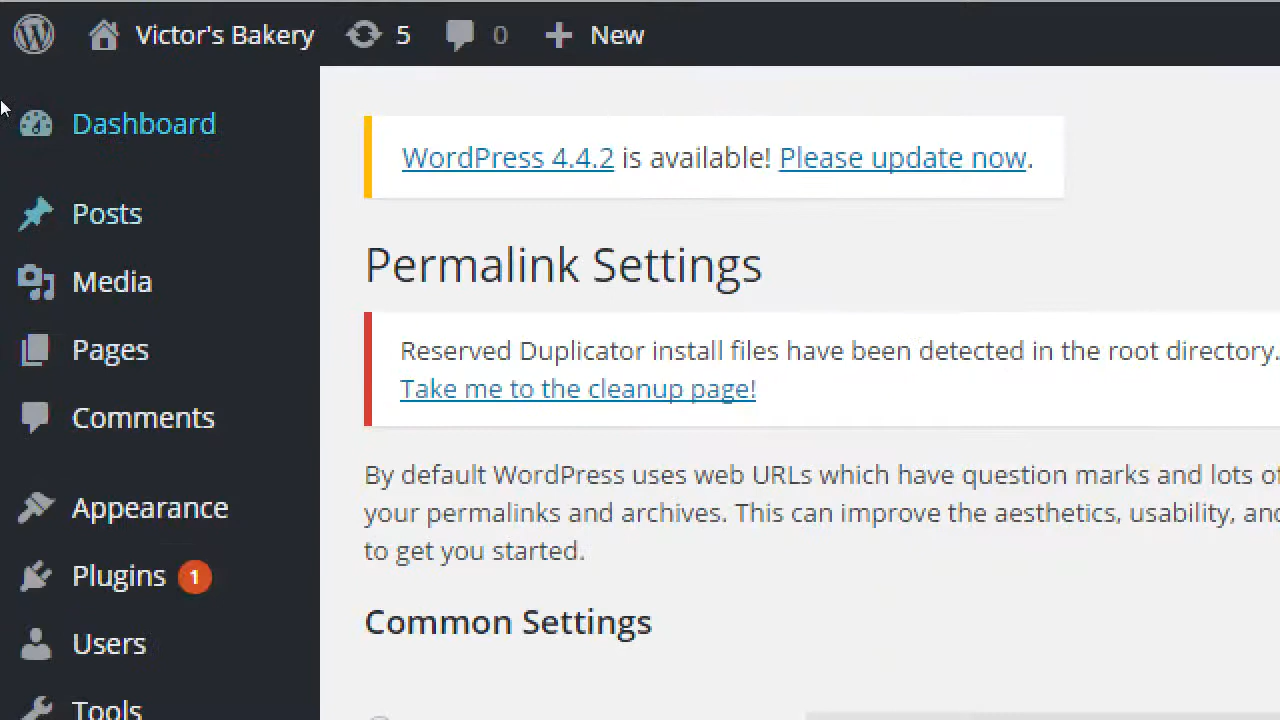 Victor's Bakery 5 0 New
Dashboard
Posts
Media
Pages
Comments
Appearance
Plugins 1
Users
Tools
WordPress 4.4.2 is available! Please update now.
Permalink Settings
Reserved Duplicator install files have been detected in the root directory.
Take me to the cleanup page!
By default WordPress uses web URLs which have question marks and lots of
your permalinks and archives. This can improve the aesthetics, usability, and
to get you started.
Common Settings